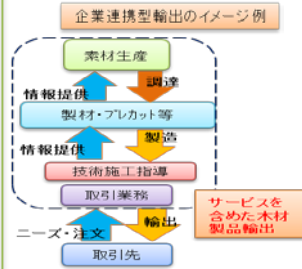 企業連携型輸出のイメージ例
素材生産
情報提供
調達
製材・プレカット等
情報提供
製造
技術施工指導
取引業務
サービスを
含めた木材
製品輸出
ニーズ・注文
輸出
取引先